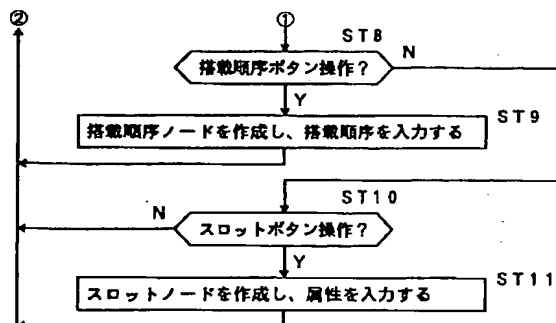 ② ①
ST8
搭載順序ボタン操作？ N
Y
ST9
搭載順序ノードを作成し、搭載順序を入力する
ST10
N
スロットボタン操作？
Y
ST11
スロットノードを作成し、属性を入力する